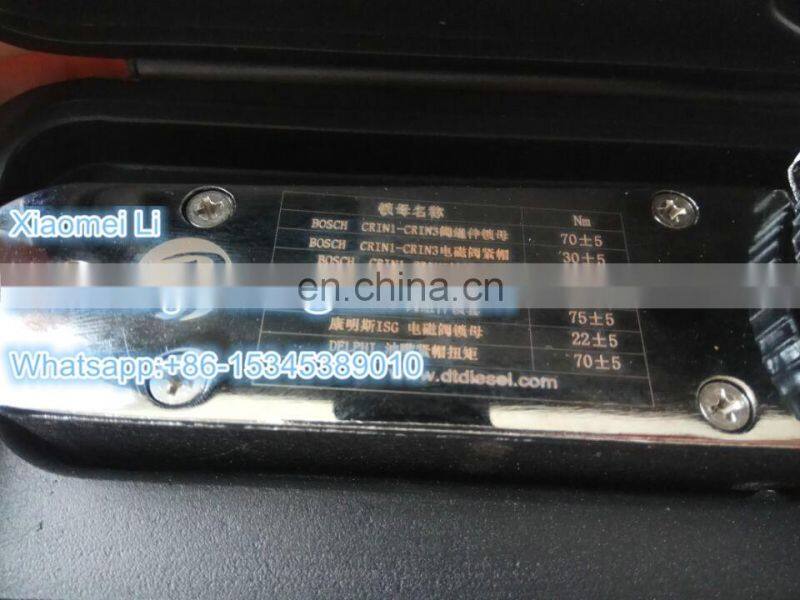 Xiaomei Li
锁母名称 Nm
BOSCH CRIN1-CRIN3阀组件锁母 70±5
BOSCH CRIN1-CRIN3电磁阀紧帽 30±5
BOSCH
en.china.cn
75±5
康明斯ISG 电磁阀锁母 22±5
DELPHI 油嘴紧帽扭矩 70±5
Whatsapp:+86-15345389010
www.dtdiesel.com